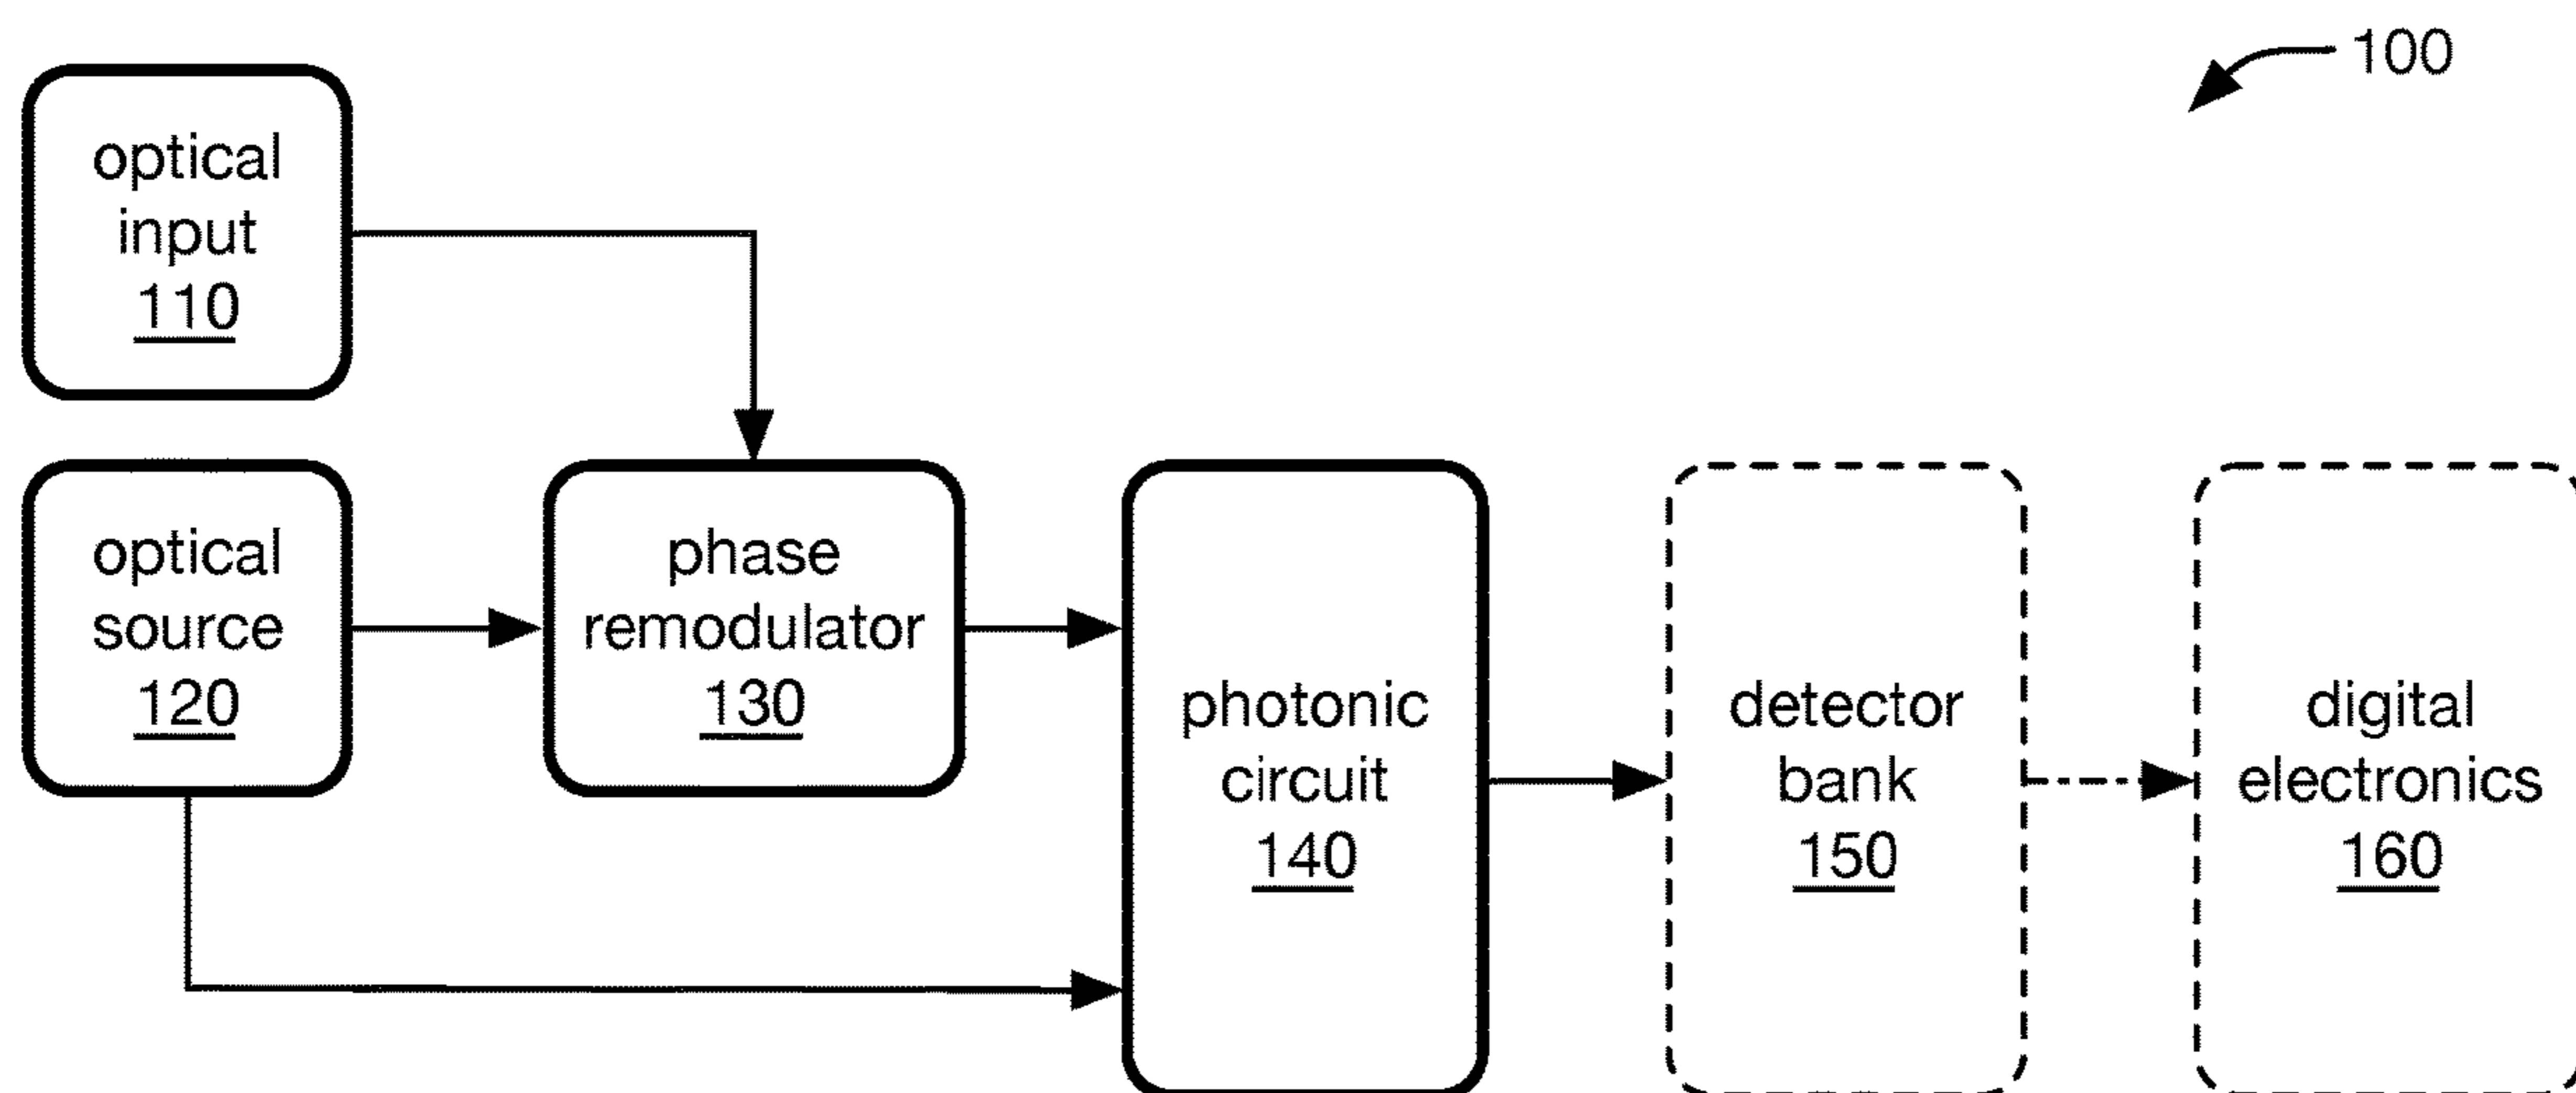 100
optical
input
110
optical
source
120
phase
remodulator
130
photonic
circuit
140
detector
bank
150
digital
electronics
160